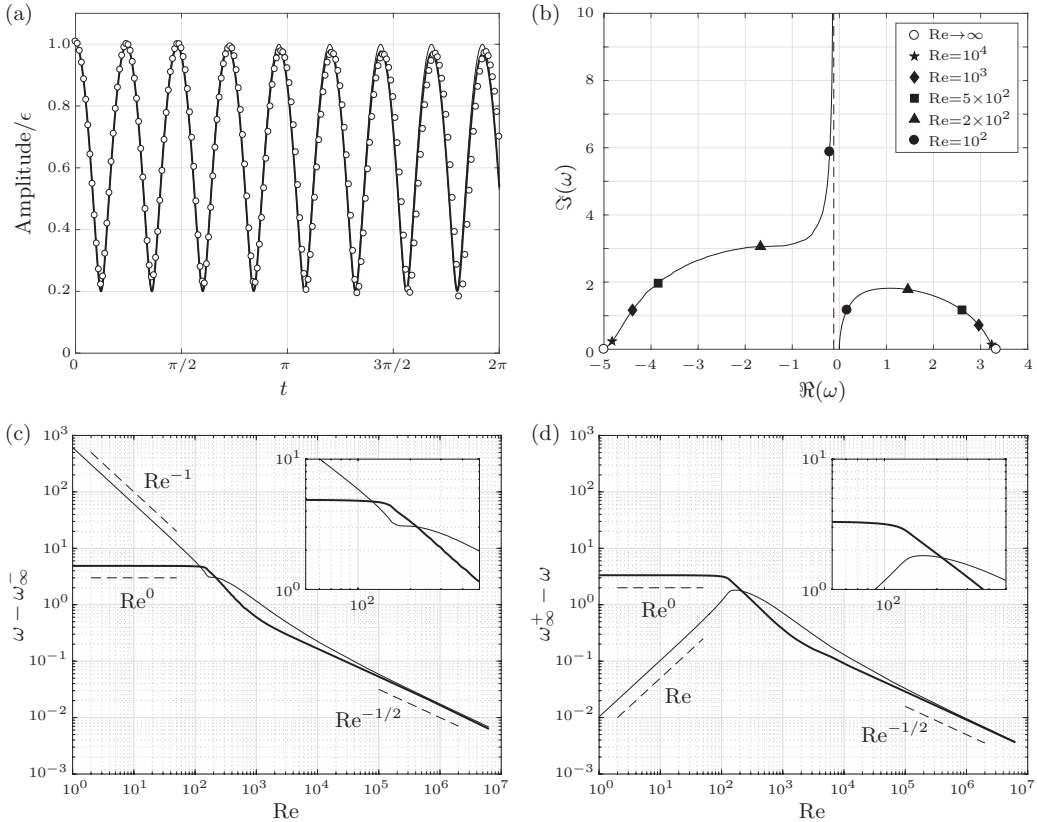 (a)
1.0
0.8
0.6
0.4
0.2
0
Amplitude/ϵ
0 π/2 π 3π/2 2π
t
(b)
10
8
6
4
2
0
ℑ(ω)
−5 −4 −3 −2 −1 0 1 2 3 4
ℜ(ω)
Re→∞
Re=10⁴
Re=10³
Re=5×10²
Re=2×10²
Re=10²
(c)
10³
10²
10¹
10⁰
10⁻¹
10⁻²
10⁻³
ω − ω∞⁻
Re⁻¹
Re⁰
Re⁻¹/²
10¹
10⁰
10²
10⁰ 10¹ 10² 10³ 10⁴ 10⁵ 10⁶ 10⁷
Re
(d)
10³
10²
10¹
10⁰
10⁻¹
10⁻²
10⁻³
ω∞⁺ − ω
Re⁰
Re
Re⁻¹/²
10¹
10⁰
10²
10⁰ 10¹ 10² 10³ 10⁴ 10⁵ 10⁶ 10⁷
Re